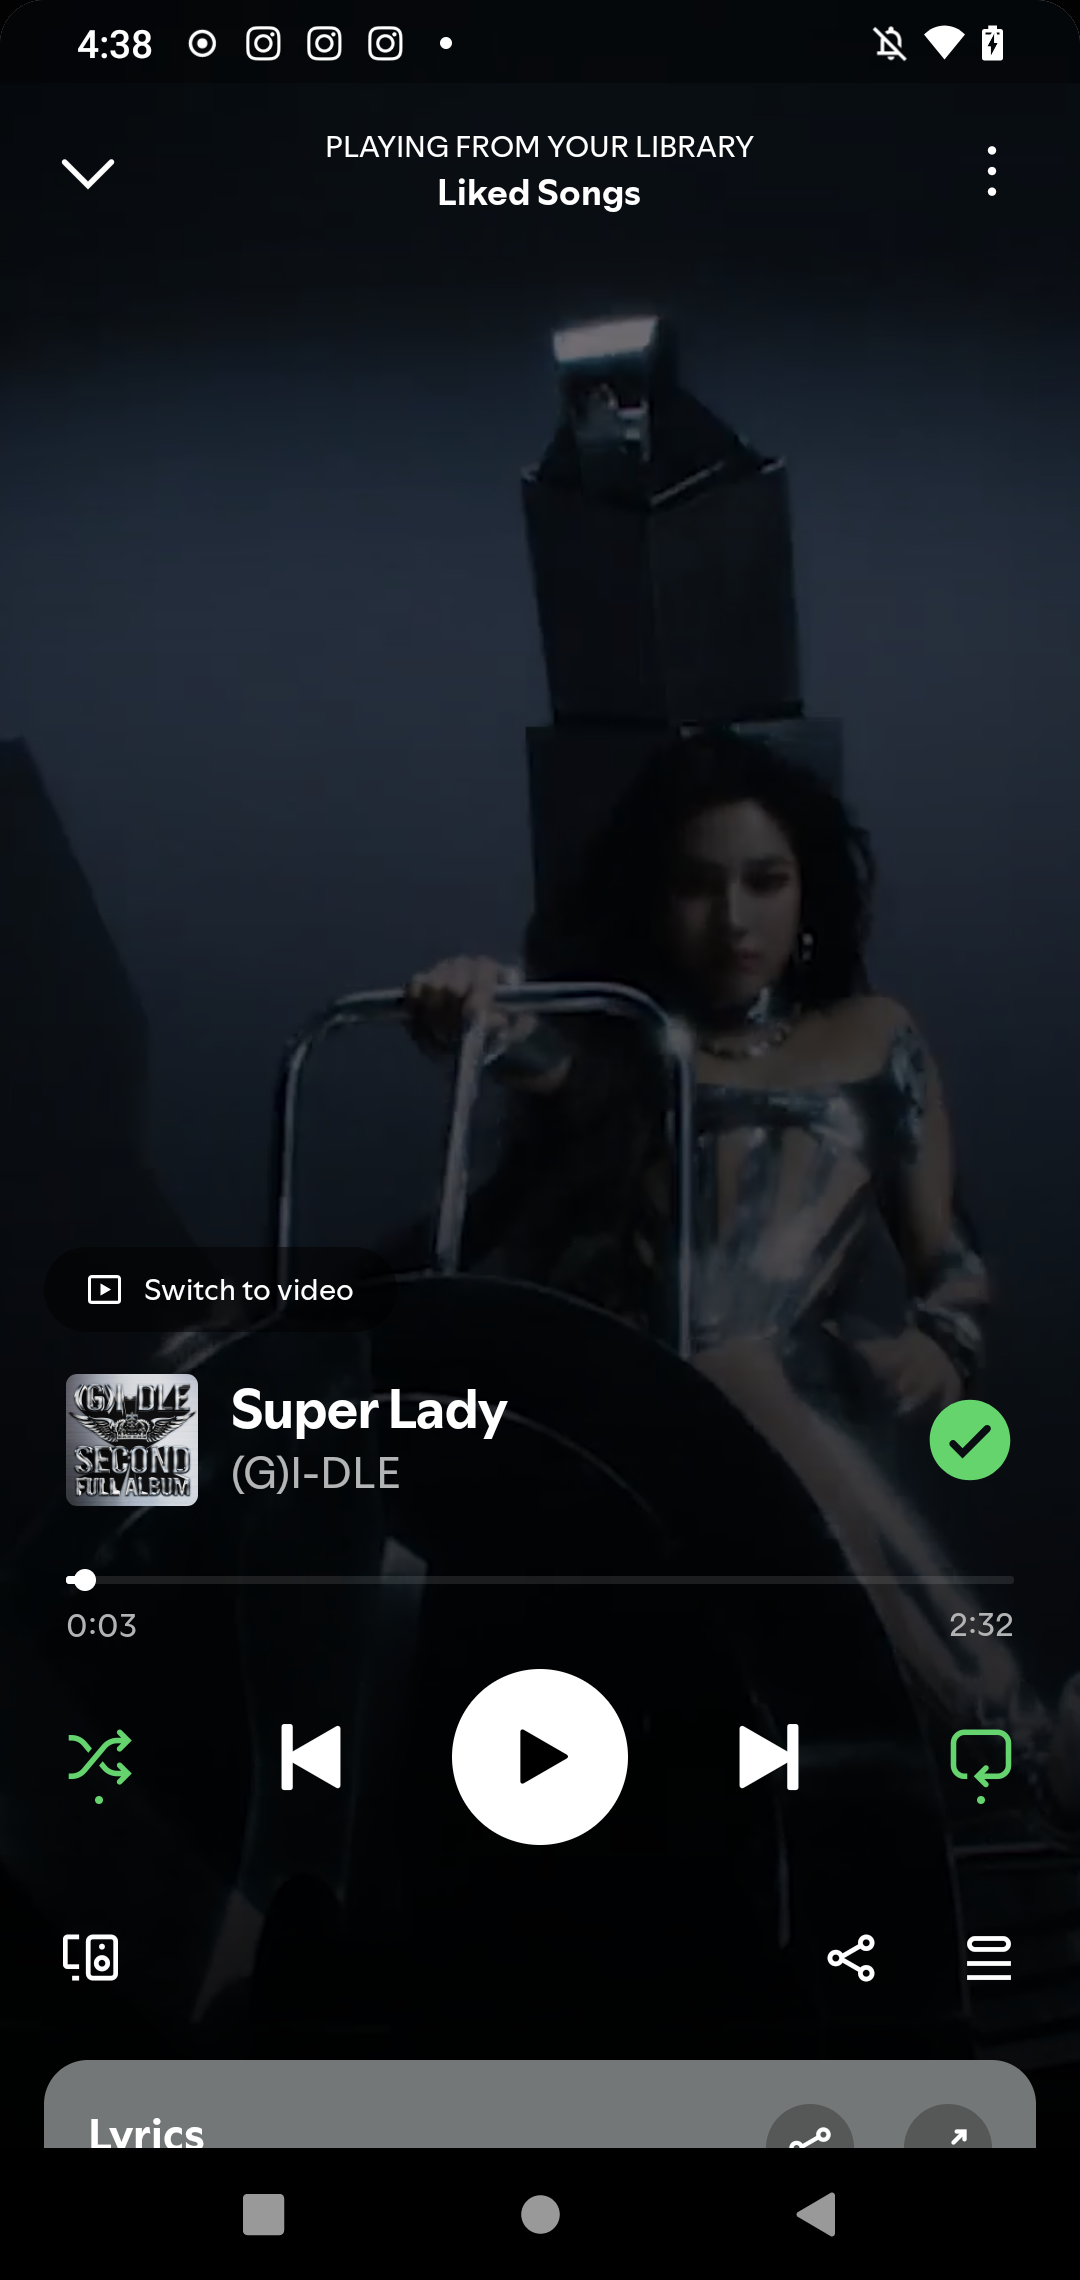 4:38
PLAYING FROM YOUR LIBRARY
Liked Songs
Switch to video
(G)I-DLE
SECOND
FULL ALBUM
Super Lady
(G)I-DLE
0:03
2:32
Lyrics